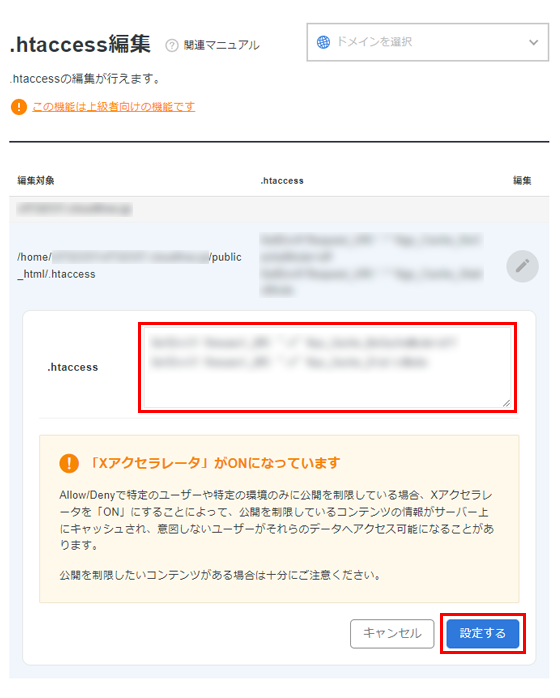 .htaccess編集 ? 関連マニュアル
ドメインを選択
.htaccessの編集が行えます。
この機能は上級者向けの機能です
編集対象 .htaccess 編集
/home/ /public
_html/.htaccess
.htaccess
「Xアクセラレータ」がONになっています
Allow/Denyで特定のユーザーや特定の環境のみに公開を制限している場合、Xアクセラレ
ータを「ON」にすることによって、公開を制限しているコンテンツの情報がサーバー上
にキャッシュされ、意図しないユーザーがそれらのデータへアクセス可能になることがあ
ります。
公開を制限したいコンテンツがある場合は十分にご注意ください。
キャンセル 設定する